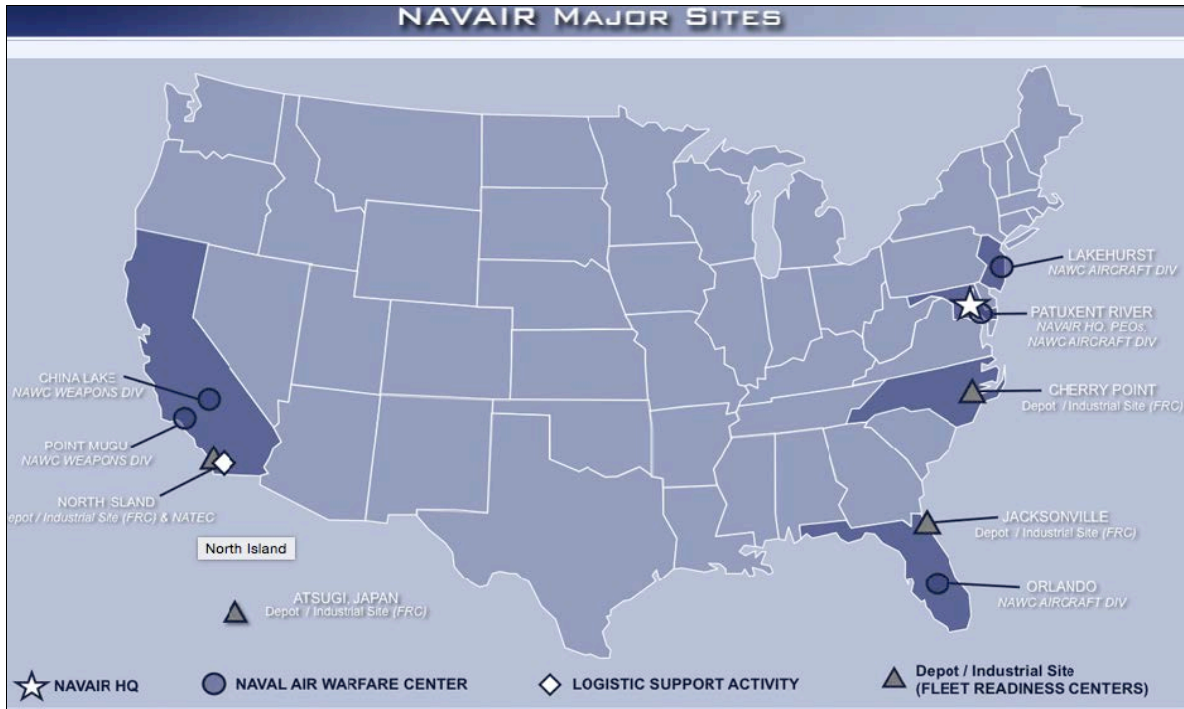 NAVAIR MAJOR SITES
LAKEHURST
NAWC AIRCRAFT DIV
PATUXENT RIVER
NAVAIR HQ, PEOs,
NAWC AIRCRAFT DIV
CHINA LAKE
NAWC WEAPONS DIV
CHERRY POINT
Depot / Industrial Site (FRC)
POINT MUGU
NAWC WEAPONS DIV
NORTH ISLAND
epot / Industrial Site (FRC) & NATEC
JACKSONVILLE
Depot / Industrial Site (FRC)
North Island
ORLANDO
NAWC AIRCRAFT DIV
ATSUGI, JAPAN
Depot / Industrial Site (FRC)
NAVAIR HQ
NAVAL AIR WARFARE CENTER
LOGISTIC SUPPORT ACTIVITY
Depot / Industrial Site
(FLEET READINESS CENTERS)